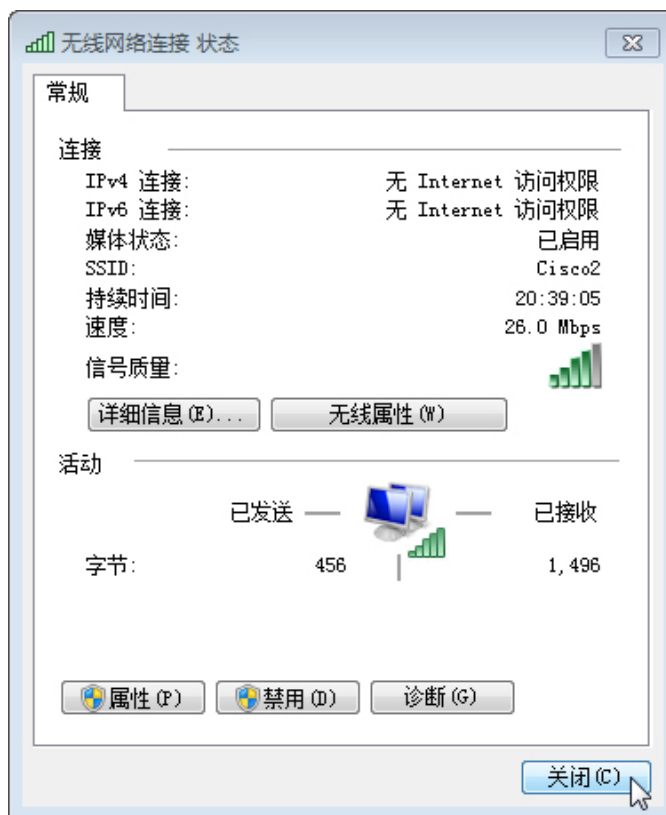 无线网络连接 状态
常规
连接
IPv4 连接: 无 Internet 访问权限
IPv6 连接: 无 Internet 访问权限
媒体状态: 已启用
SSID: Cisco2
持续时间: 20:39:05
速度: 26.0 Mbps
信号质量:
详细信息(E)... 无线属性(W)
活动
已发送 — — 已接收
字节: 456 1,496
属性(P) 禁用(D) 诊断(G)
关闭(C)